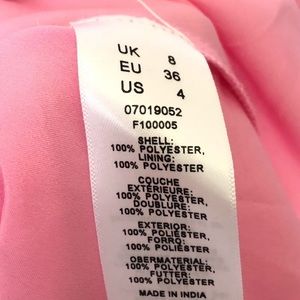 UK 8
EU 36
US 4
07019052
F100005
SHELL:
100% POLYESTER,
LINING:
100% POLYESTER
COUCHE
EXTÉRIEURE:
100% POLYESTER,
DOUBLURE:
100% POLYESTER
EXTERIOR:
100% POLIÉSTER,
FORRO:
100% POLIÉSTER
OBERMATERIAL:
100% POLYESTER,
FUTTER:
100% POLYESTER
MADE IN INDIA